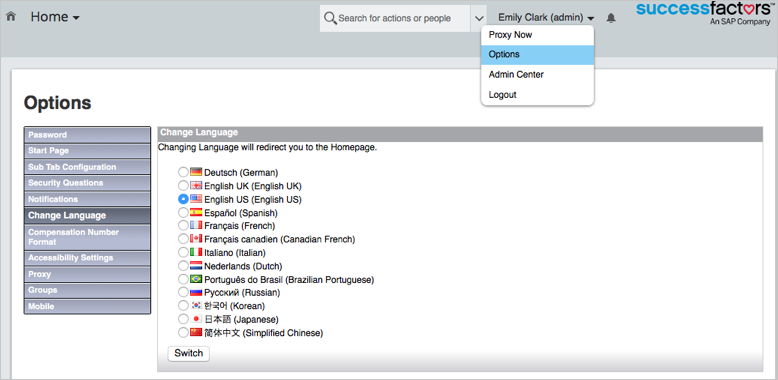 Home
Search for actions or people
Emily Clark (admin)
successfactors™
An SAP Company
Proxy Now
Options
Admin Center
Logout
Options
Password
Start Page
Sub Tab Configuration
Security Questions
Notifications
Change Language
Compensation Number
Format
Accessibility Settings
Proxy
Groups
Mobile
Change Language
Changing Language will redirect you to the Homepage.
Deutsch (German)
English UK (English UK)
English US (English US)
Español (Spanish)
Français (French)
Français canadien (Canadian French)
Italiano (Italian)
Nederlands (Dutch)
Português do Brasil (Brazilian Portuguese)
Русский (Russian)
한국어 (Korean)
日本語 (Japanese)
简体中文 (Simplified Chinese)
Switch